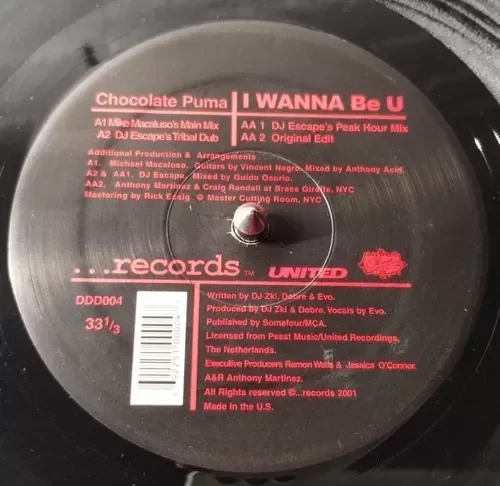 Chocolate Puma
I WANNA Be U
A1 Mike Macaluso's Main Mix
A2 DJ Escape's Tribal Dub
AA 1 DJ Escape's Peak Hour Mix
AA 2 Original Edit
Additional Production & Arrangements
A1. Michael Macaluso. Guitars by Vincent Negro. Mixed by Anthony Acid.
A2 & AA1. DJ Escape. Mixed by Guido Osorio.
AA2. Anthony Martinez & Craig Randall at Brass Giraffe, NYC
Mastering by Rick Essig @ Master Cutting Room, NYC
...records TM
UNITED
DDD004
33 1/3
Written by DJ Zki, Dobre & Evo.
Produced by DJ Zki & Dobre. Vocals by Evo.
Published by Somefour/MCA.
Licensed from Pssst Music/United Recordings,
The Netherlands.
Executive Producers Ramon Wells & Jessica O'Connor.
A&R Anthony Martinez.
All Rights reserved ©...records 2001
Made in the U.S.